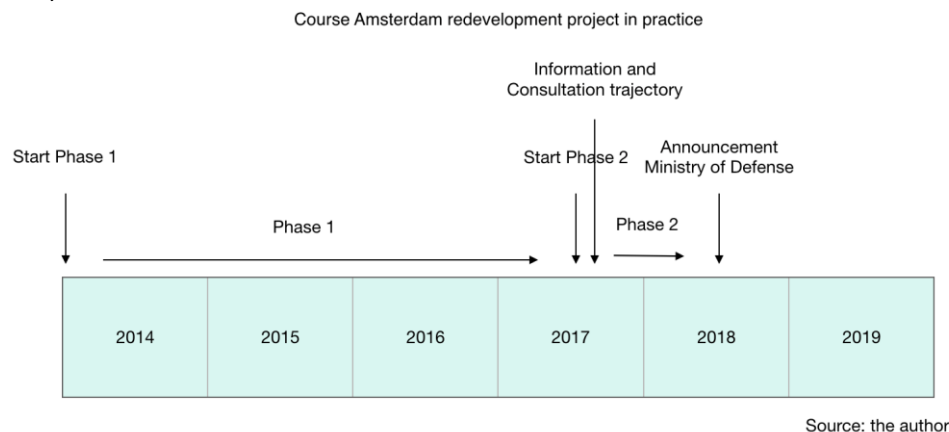 Course Amsterdam redevelopment project in practice
Information and
Consultation trajectory
Start Phase 1
Start Phase 2
Announcement
Ministry of Defense
Phase 1
Phase 2
2014
2015
2016
2017
2018
2019
Source: the author